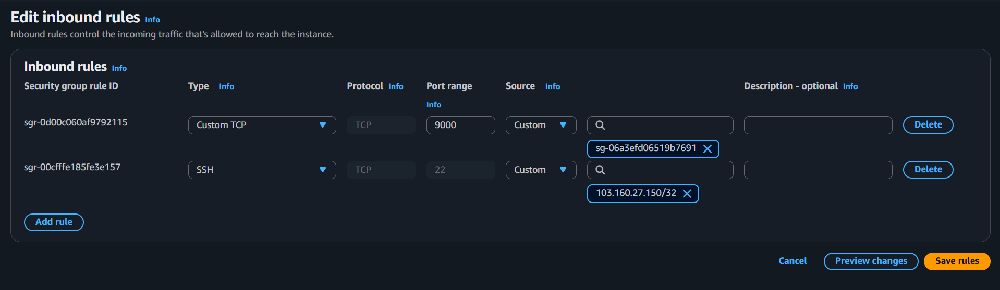 Edit inbound rules Info
Inbound rules control the incoming traffic that's allowed to reach the instance.
Inbound rules Info
Security group rule ID Type Info Protocol Info Port range Info Source Info Description - optional Info
sgr-0d00c060af9792115 Custom TCP TCP 9000 Custom Delete
sg-06a3efd06519b7691
sgr-00cfffe185fe3e157 SSH TCP 22 Custom Delete
103.160.27.150/32
Add rule
Cancel Preview changes Save rules